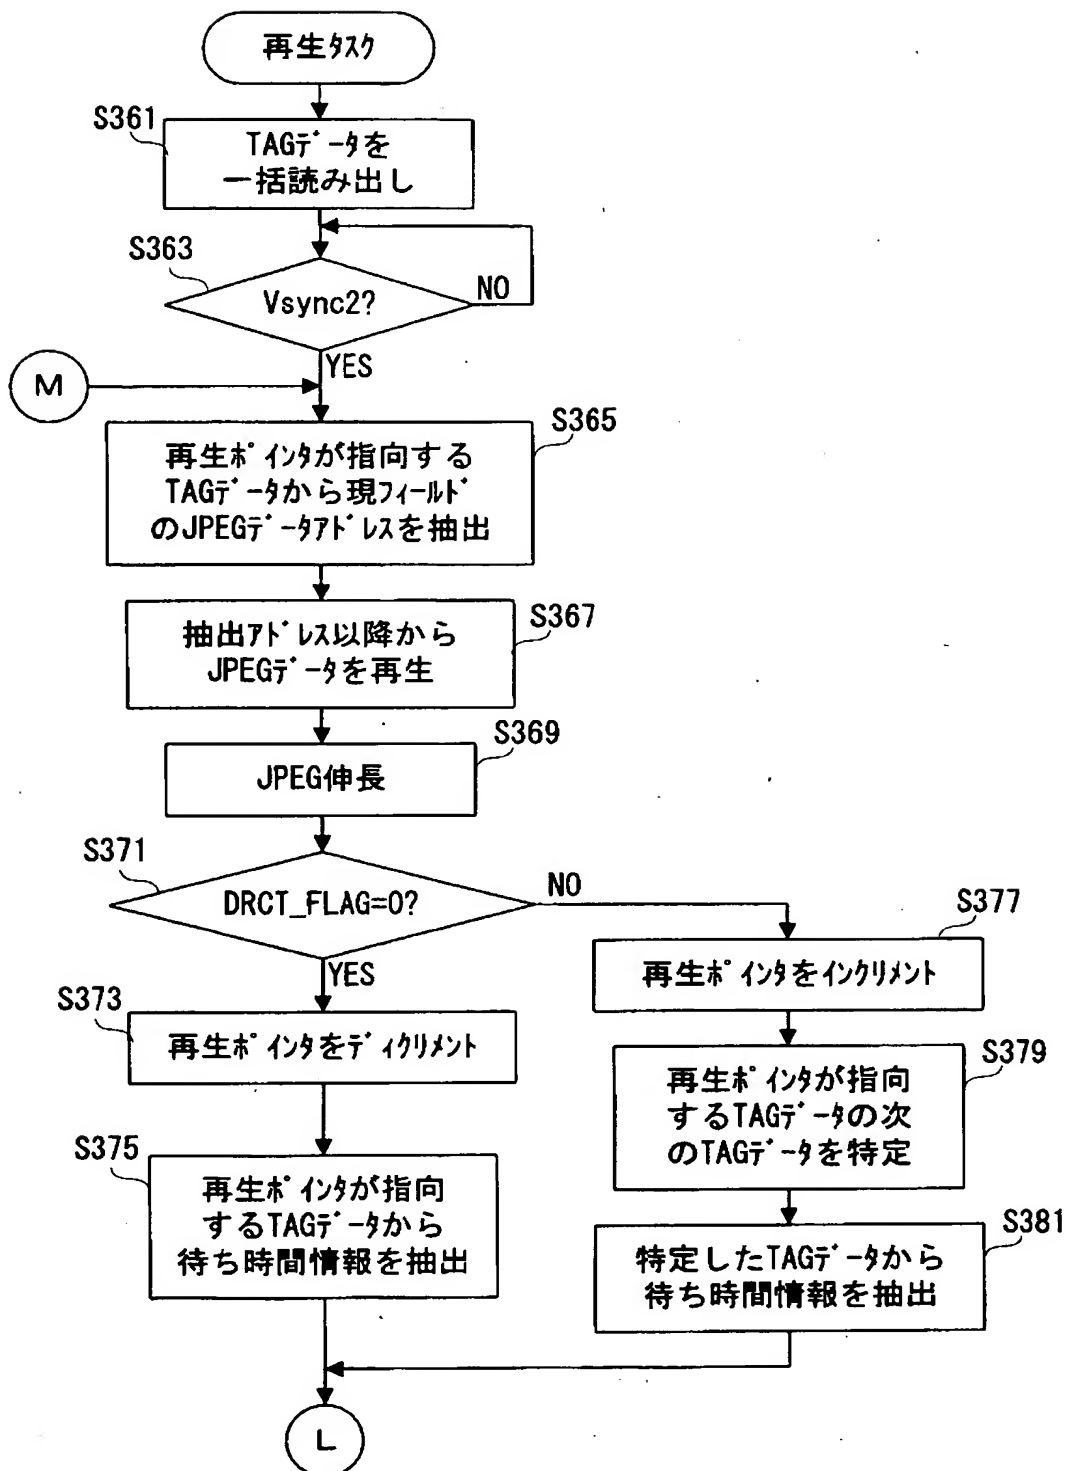 再生ﾀｽｸ
S361
TAGﾃﾞｰﾀを
一括読み出し
S363
Vsync2?
NO
YES
M
S365
再生ﾎﾟｲﾝﾀが指向する
TAGﾃﾞｰﾀから現ﾌｨｰﾙﾄﾞ
のJPEGﾃﾞｰﾀｱﾄﾞﾚｽを抽出
S367
抽出ｱﾄﾞﾚｽ以降から
JPEGﾃﾞｰﾀを再生
S369
JPEG伸長
S371
DRCT_FLAG=0?
NO
YES
S373
再生ﾎﾟｲﾝﾀをﾃﾞｨｸﾘﾒﾝﾄ
S375
再生ﾎﾟｲﾝﾀが指向
するTAGﾃﾞｰﾀから
待ち時間情報を抽出
S377
再生ﾎﾟｲﾝﾀをｲﾝｸﾘﾒﾝﾄ
S379
再生ﾎﾟｲﾝﾀが指向
するTAGﾃﾞｰﾀの次
のTAGﾃﾞｰﾀを特定
S381
特定したTAGﾃﾞｰﾀから
待ち時間情報を抽出
L